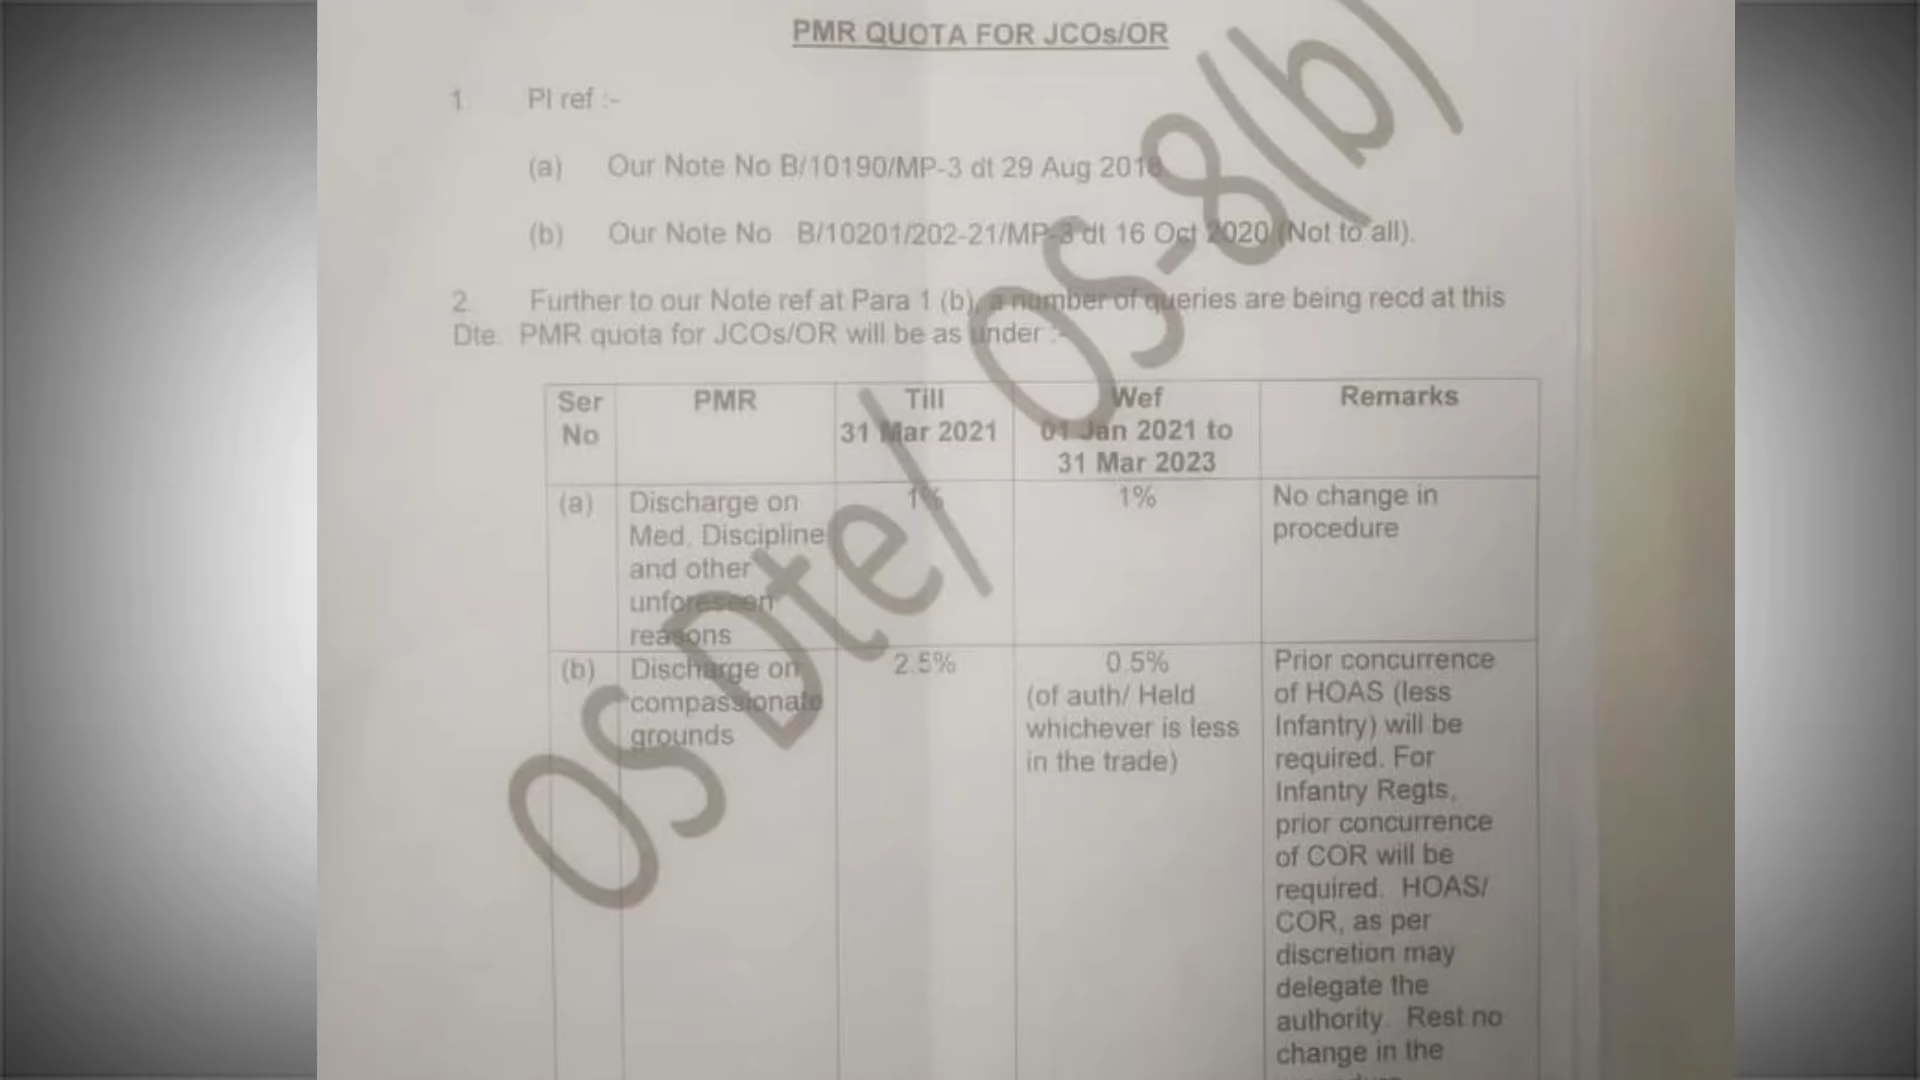 PMR QUOTA FOR JCOs/OR
1 PI ref :-
(a) Our Note No B/10190/MP-3 dt 29 Aug 2018
(b) Our Note No B/10201/202-21/MP-3 dt 16 Oct 2020 (Not to all).
2. Further to our Note ref at Para 1 (b), a number of queries are being recd at this
Dte. PMR quota for JCOs/OR will be as under :-
Ser No
PMR
Till
31 Mar 2021
Wef
01 Jan 2021 to
31 Mar 2023
Remarks
(a)
Discharge on
Med, Discipline
and other
unforeseen
reasons
1%
1%
No change in
procedure
(b)
Discharge on
compassionate
grounds
2.5%
0.5%
(of auth/ Held
whichever is less
in the trade)
Prior concurrence
of HOAS (less
Infantry) will be
required. For
Infantry Regts,
prior concurrence
of COR will be
required. HOAS/
COR, as per
discretion may
delegate the
authority. Rest no
change in the
OS Dte/ OS-8(b)